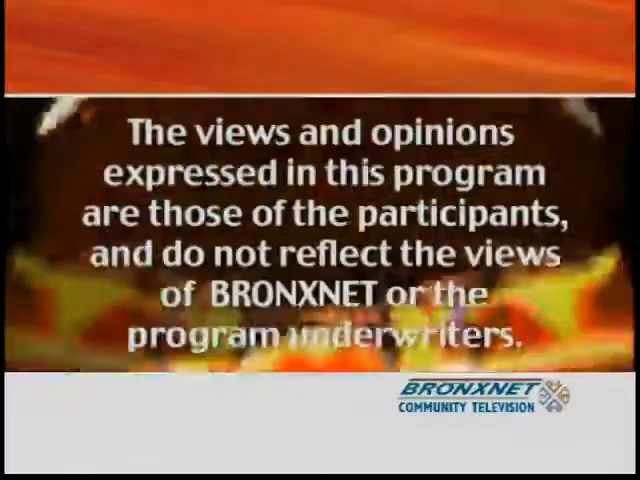 The views and opinions
expressed in this program
are those of the participants,
and do not reflect the views
of BRONXNET or the
program underwriters.
BRONXNET
COMMUNITY TELEVISION